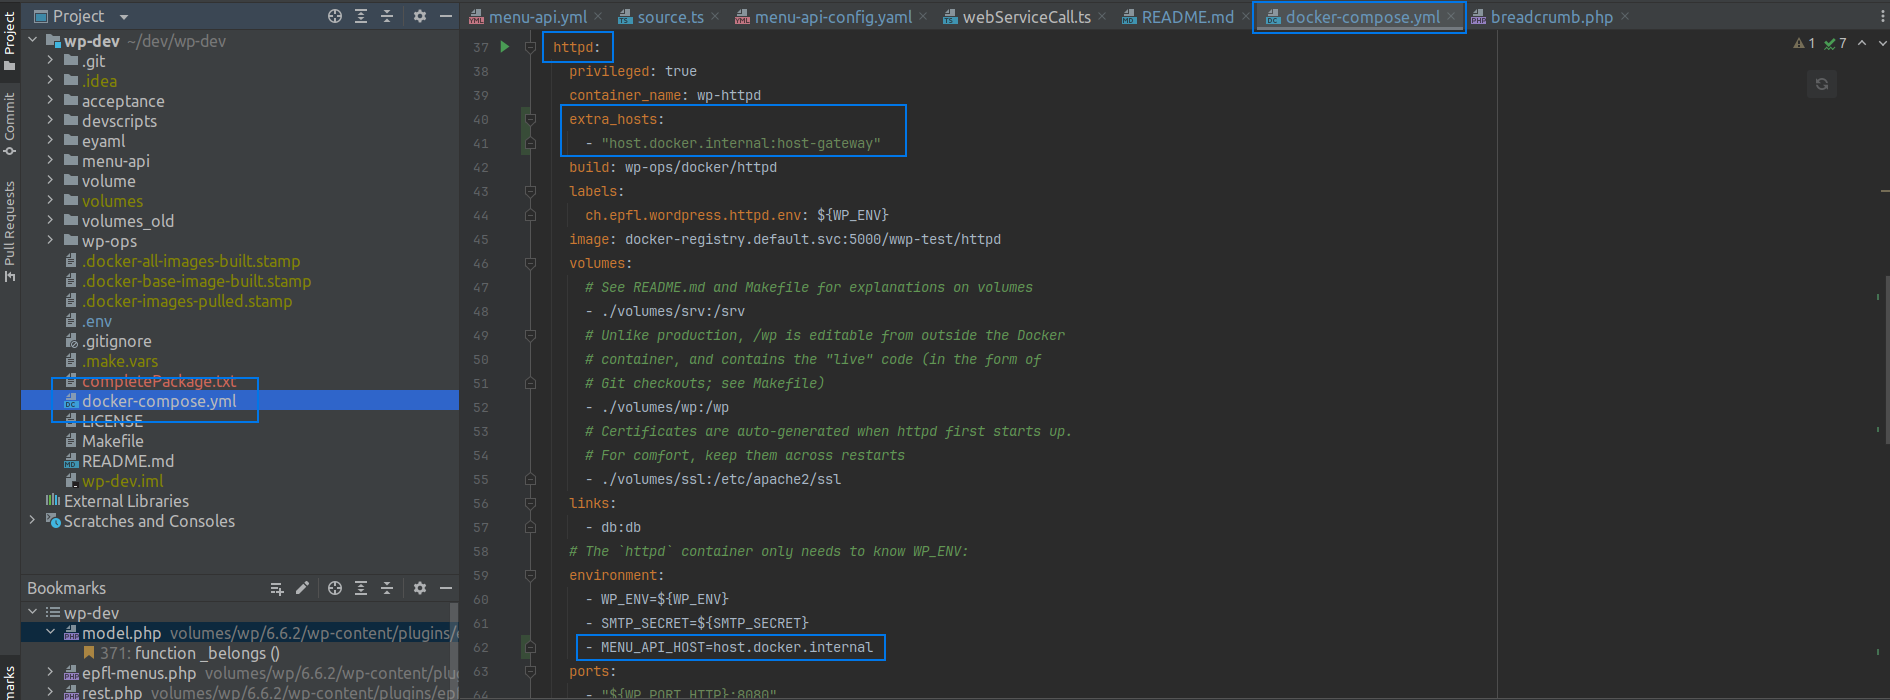 Project
Commit
Pull Requests
marks
Project
wp-dev ~/dev/wp-dev
.git
.idea
acceptance
devscripts
eyaml
menu-api
volume
volumes
volumes_old
wp-ops
.docker-all-images-built.stamp
.docker-base-image-built.stamp
.docker-images-pulled.stamp
.env
.gitignore
.make.vars
completePackage.txt
docker-compose.yml
LICENSE
Makefile
README.md
wp-dev.iml
External Libraries
Scratches and Consoles
Bookmarks
wp-dev
model.php volumes/wp/6.6.2/wp-content/plugins/
371: function _belongs ()
epfl-menus.php volumes/wp/6.6.2/wp-content/plug
rest.php volumes/wp/6.6.2/wp-content/plugins/epf
menu-api.yml source.ts menu-api-config.yaml webServiceCall.ts README.md docker-compose.yml breadcrumb.php
1 7
37 httpd:
38 privileged: true
39 container_name: wp-httpd
40 extra_hosts:
41 - "host.docker.internal:host-gateway"
42 build: wp-ops/docker/httpd
43 labels:
44 ch.epfl.wordpress.httpd.env: ${WP_ENV}
45 image: docker-registry.default.svc:5000/wwp-test/httpd
46 volumes:
47 # See README.md and Makefile for explanations on volumes
48 - ./volumes/srv:/srv
49 # Unlike production, /wp is editable from outside the Docker
50 # container, and contains the "live" code (in the form of
51 # Git checkouts; see Makefile)
52 - ./volumes/wp:/wp
53 # Certificates are auto-generated when httpd first starts up.
54 # For comfort, keep them across restarts
55 - ./volumes/ssl:/etc/apache2/ssl
56 links:
57 - db:db
58 # The `httpd` container only needs to know WP_ENV:
59 environment:
60 - WP_ENV=${WP_ENV}
61 - SMTP_SECRET=${SMTP_SECRET}
62 - MENU_API_HOST=host.docker.internal
63 ports:
64 - "${WP_PORT_HTTP}:8080"